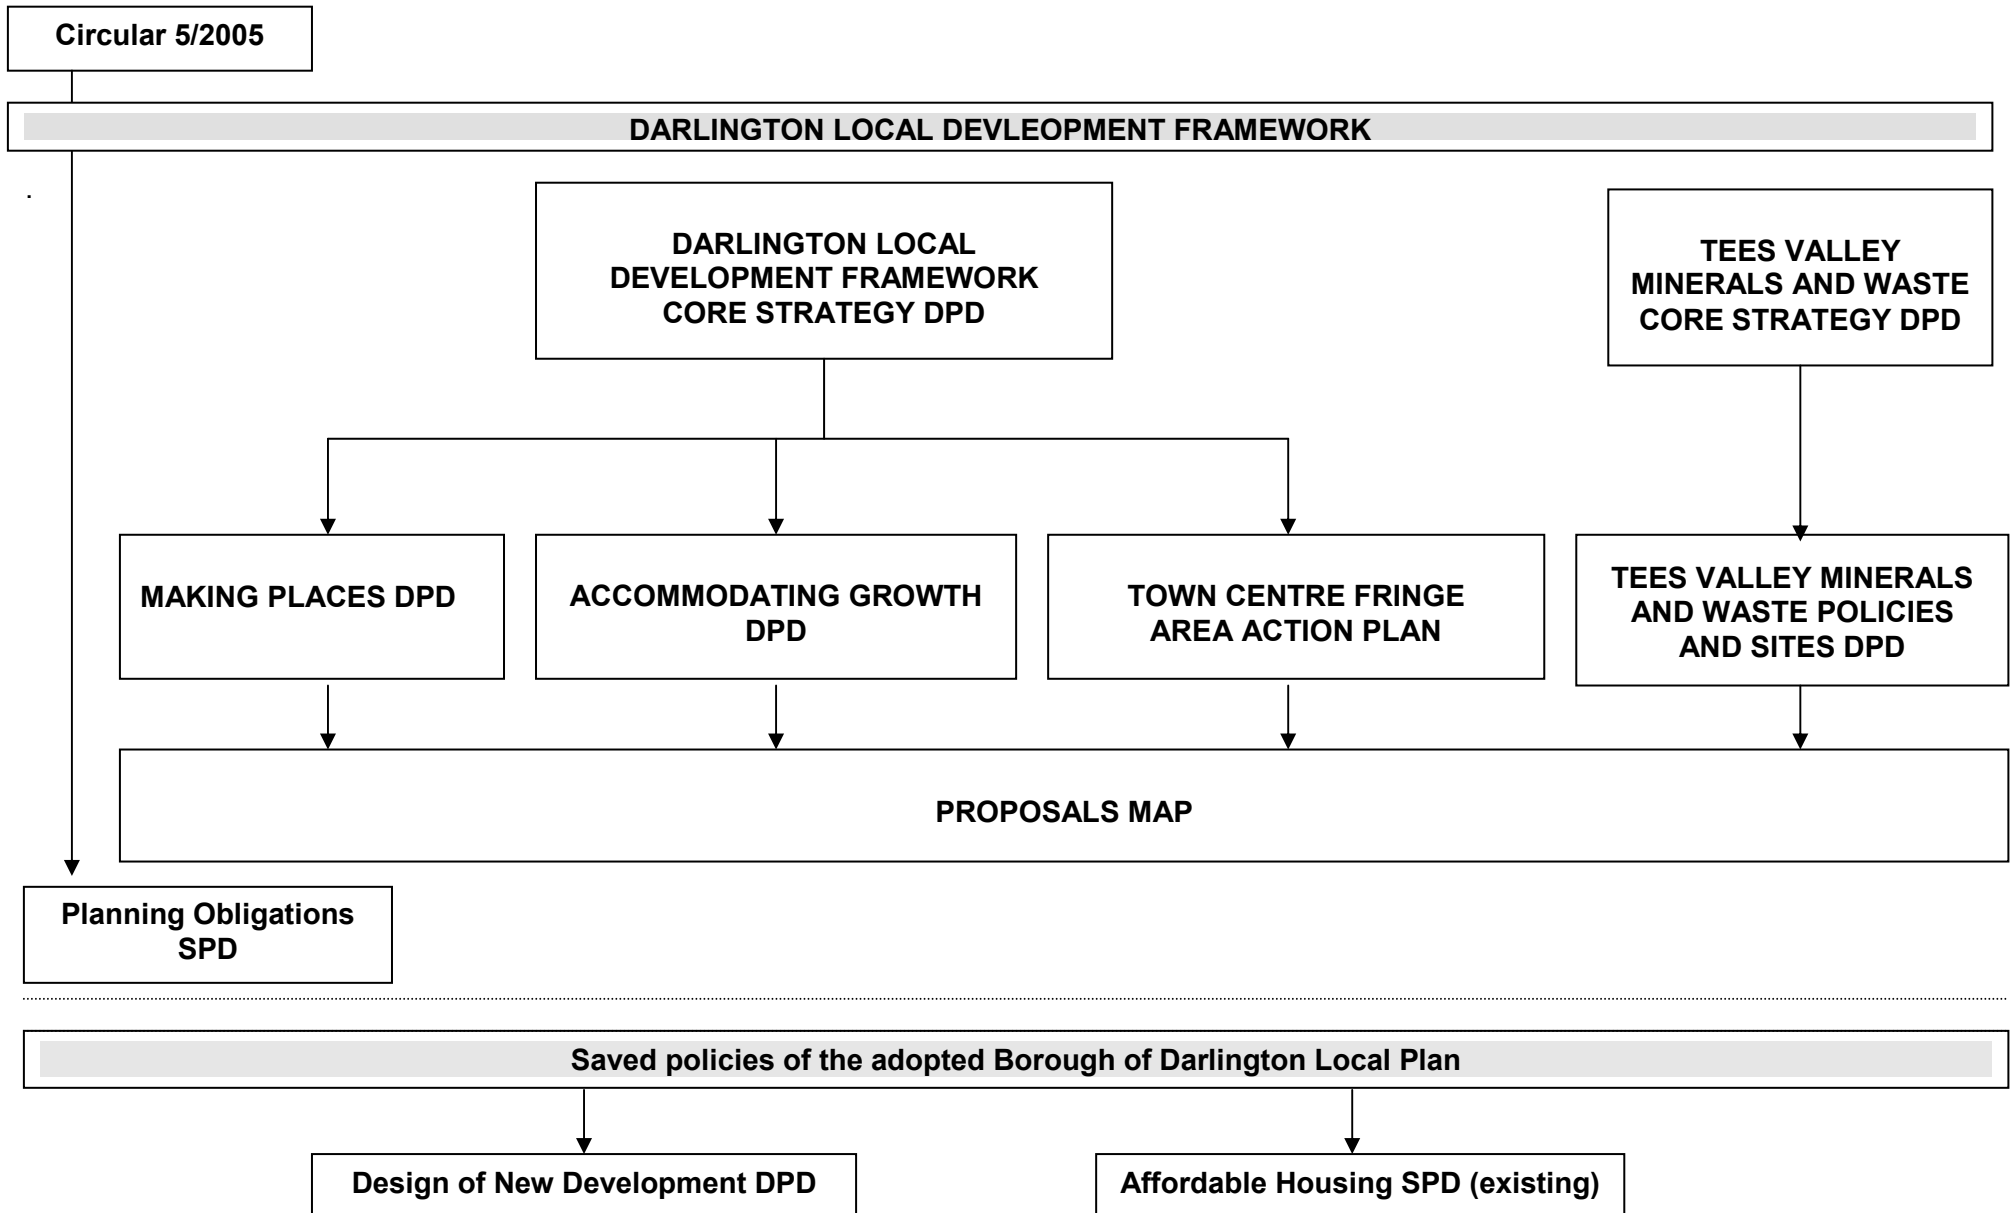 Circular 5/2005
DARLINGTON LOCAL DEVLEOPMENT FRAMEWORK
.
DARLINGTON LOCAL
DEVELOPMENT FRAMEWORK
CORE STRATEGY DPD
TEES VALLEY
MINERALS AND WASTE
CORE STRATEGY DPD
MAKING PLACES DPD
ACCOMMODATING GROWTH
DPD
TOWN CENTRE FRINGE
AREA ACTION PLAN
TEES VALLEY MINERALS
AND WASTE POLICIES
AND SITES DPD
PROPOSALS MAP
Planning Obligations
SPD
Saved policies of the adopted Borough of Darlington Local Plan
Design of New Development DPD
Affordable Housing SPD (existing)